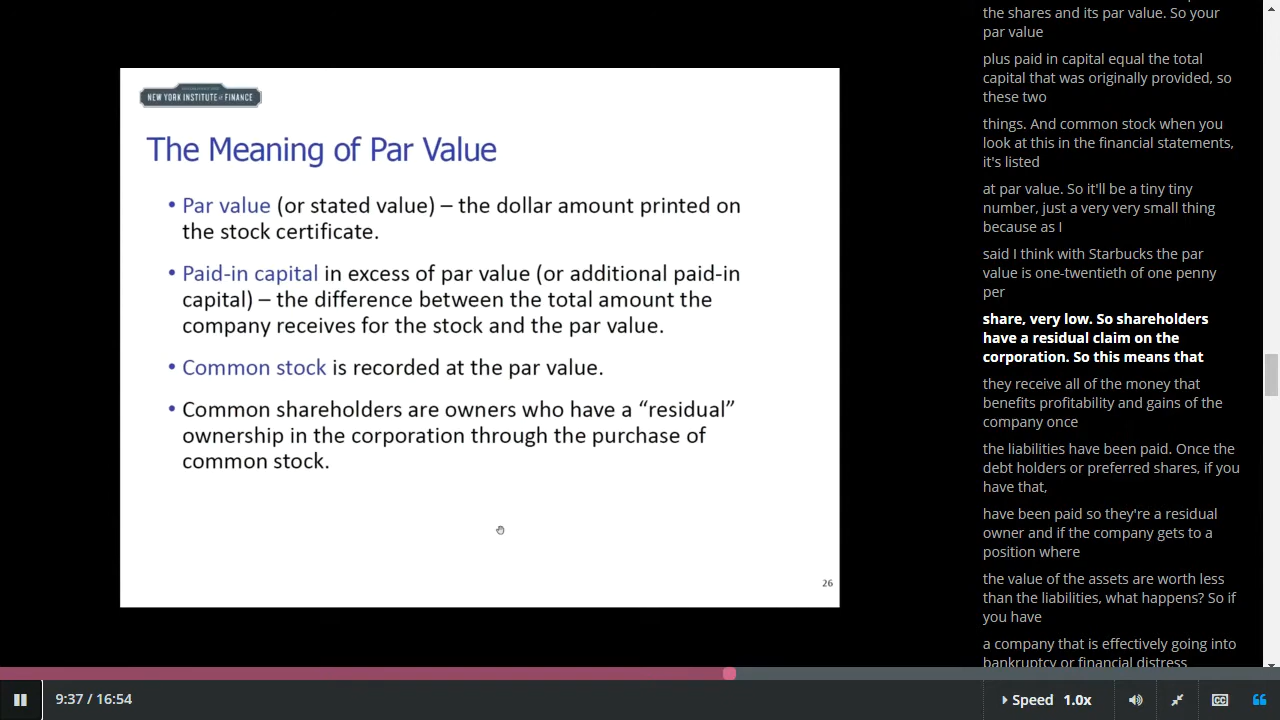 NEW YORK INSTITUTE of FINANCE
The Meaning of Par Value
• Par value (or stated value) – the dollar amount printed on
the stock certificate.
• Paid-in capital in excess of par value (or additional paid-in
capital) – the difference between the total amount the
company receives for the stock and the par value.
• Common stock is recorded at the par value.
• Common shareholders are owners who have a “residual”
ownership in the corporation through the purchase of
common stock.
26
the shares and its par value. So your
par value
plus paid in capital equal the total
capital that was originally provided, so
these two
things. And common stock when you
look at this in the financial statements,
it's listed
at par value. So it'll be a tiny tiny
number, just a very very small thing
because as I
said I think with Starbucks the par
value is one-twentieth of one penny
per
share, very low. So shareholders
have a residual claim on the
corporation. So this means that
they receive all of the money that
benefits profitability and gains of the
company once
the liabilities have been paid. Once the
debt holders or preferred shares, if you
have that,
have been paid so they're a residual
owner and if the company gets to a
position where
the value of the assets are worth less
than the liabilities, what happens? So if
you have
a company that is effectively going into
bankruptcy or financial distress
9:37 / 16:54
Speed 1.0x
CC